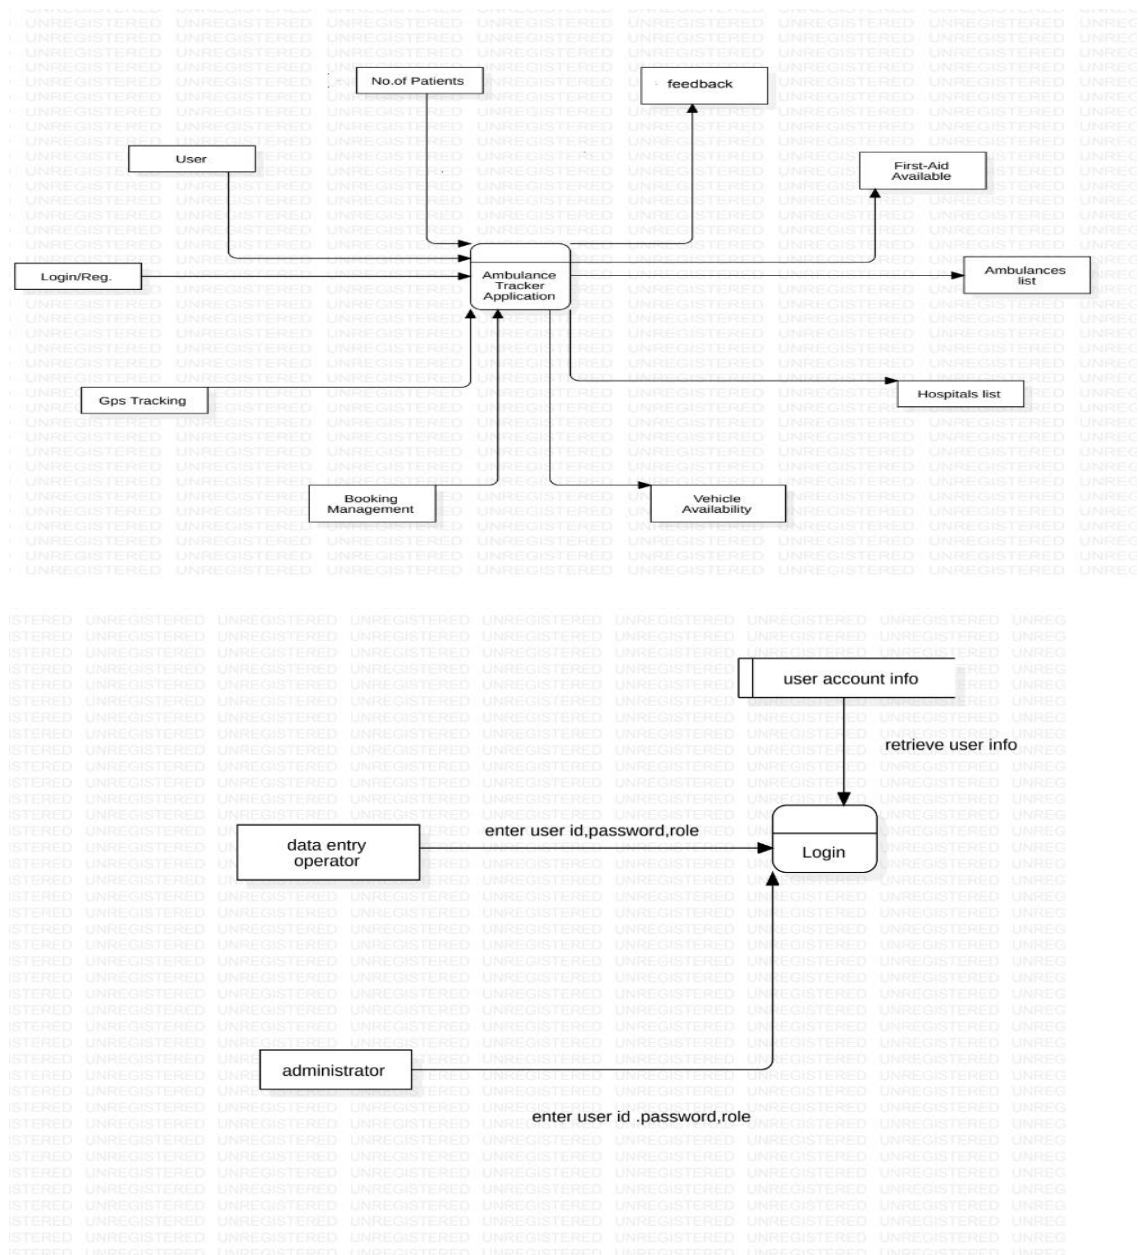 No.of Patients
feedback
User
First-Aid
Available
Login/Reg.
Ambulance
Tracker
Application
Ambulances
list
Gps Tracking
Hospitals list
Booking
Management
Vehicle
Availability
user account info
retrieve user info
enter user id,password,role
data entry
operator
Login
administrator
enter user id .password,role
UNREGISTERED